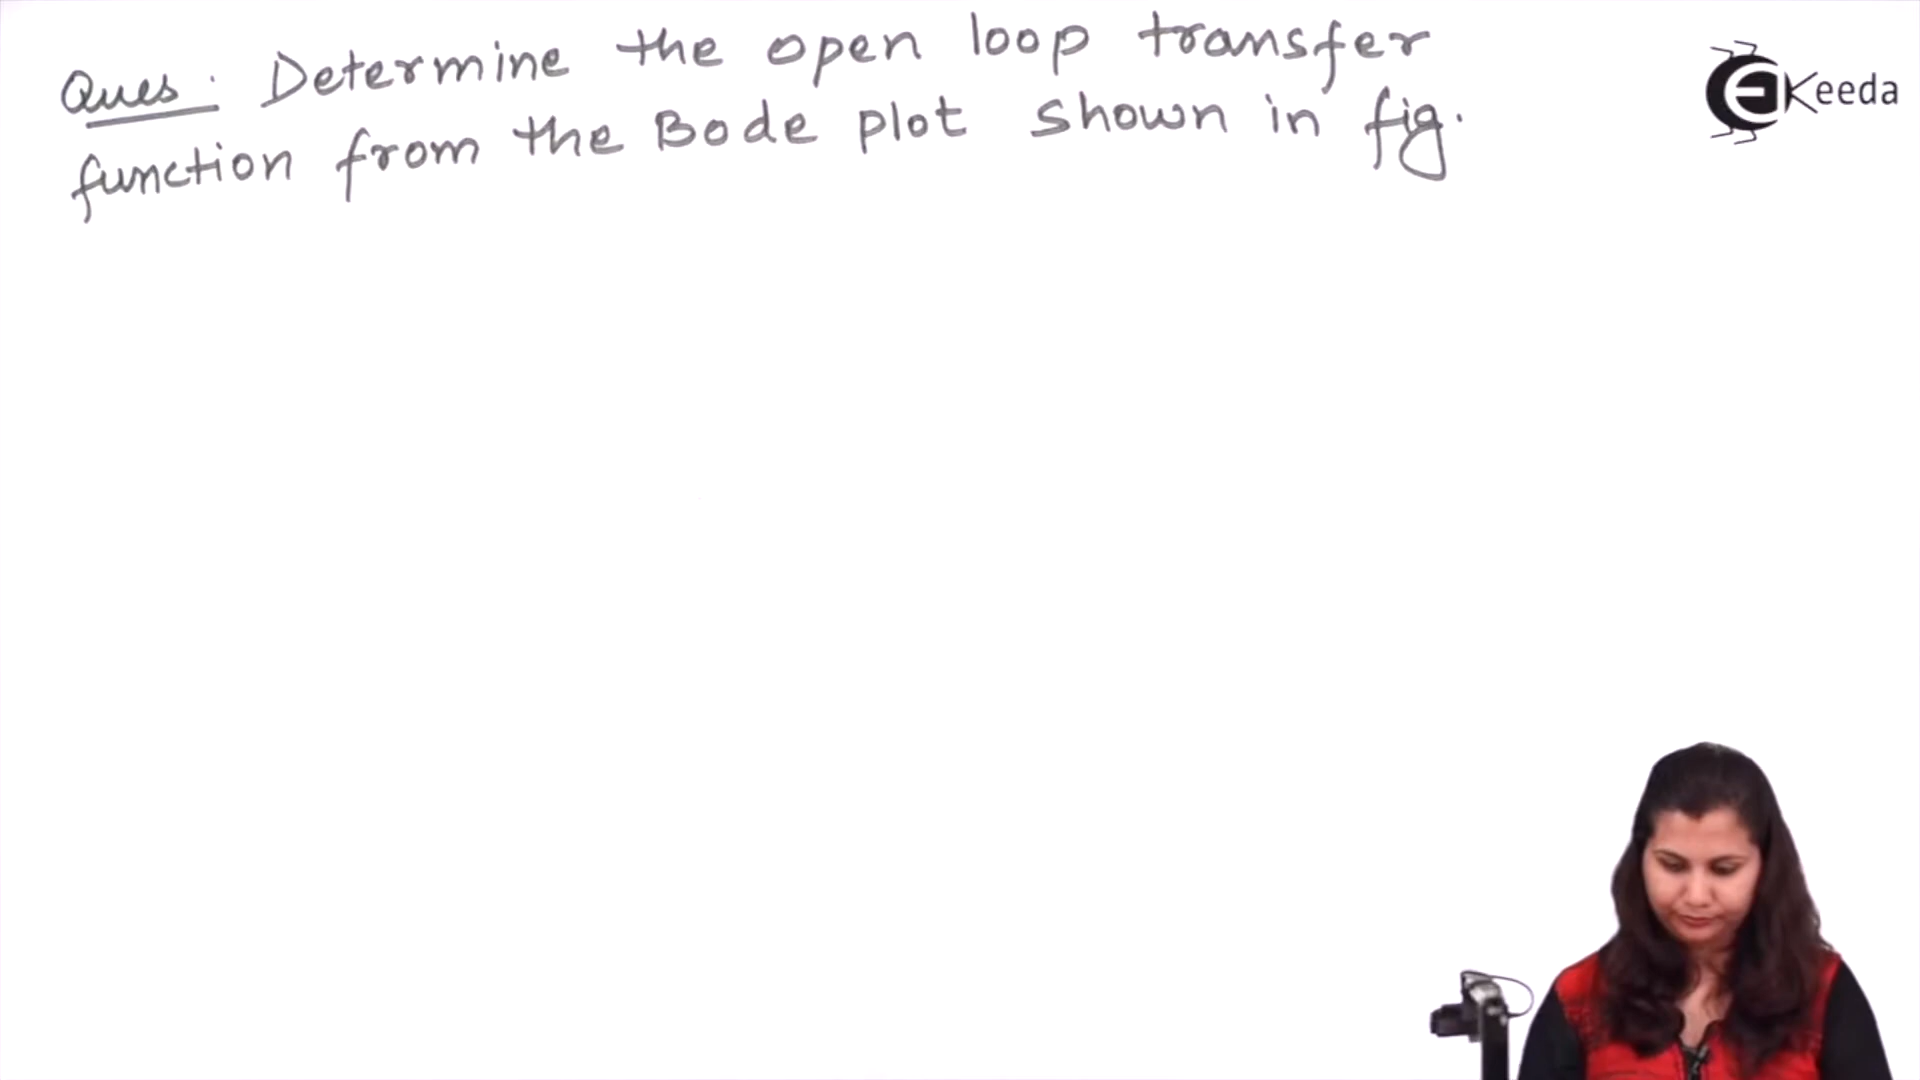 Ques: Determine the open loop transfer
function from the Bode plot shown in fig.
Keeda